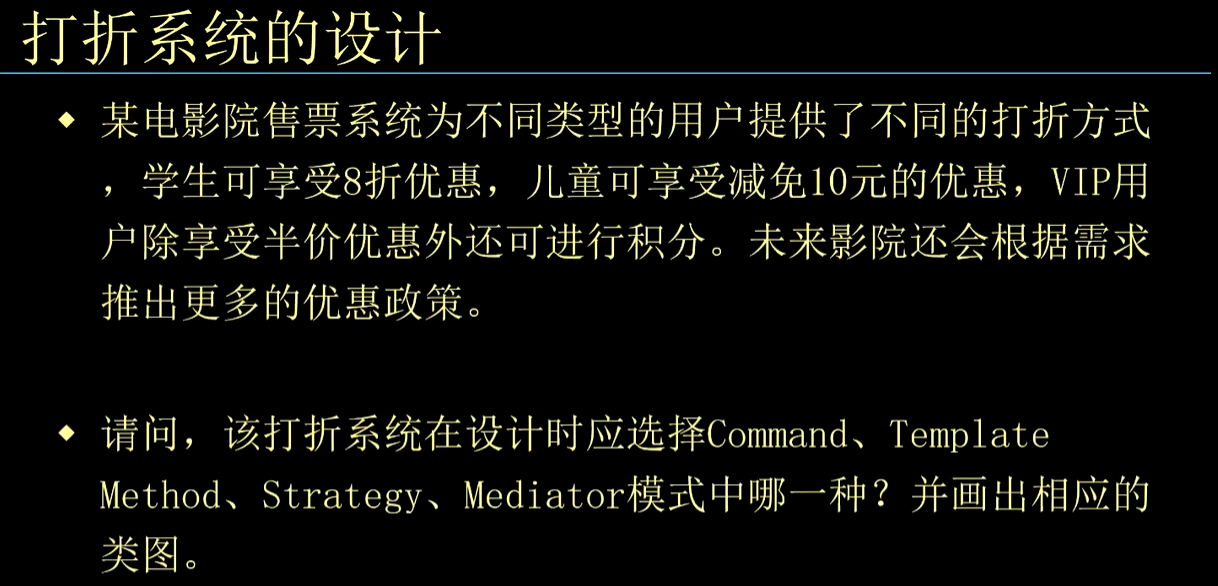 打折系统的设计
◆ 某电影院售票系统为不同类型的用户提供了不同的打折方式
，学生可享受8折优惠，儿童可享受减免10元的优惠，VIP用
户除享受半价优惠外还可进行积分。未来影院还会根据需求
推出更多的优惠政策。
◆ 请问，该打折系统在设计时应选择Command、Template
Method、Strategy、Mediator模式中哪一种？并画出相应的
类图。